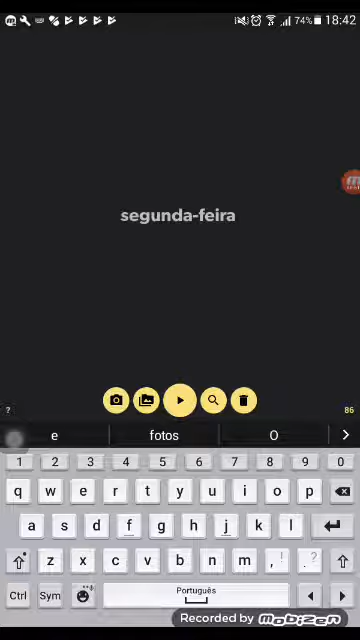 74% 18:42
segunda-feira
? 86
e fotos O
1 2 3 4 5 6 7 8 9 0
q w e r t y u i o p
a s d f g h j k l
z x c v b n m , ! . ?
Ctrl Sym Português
Recorded by MOBIZEN